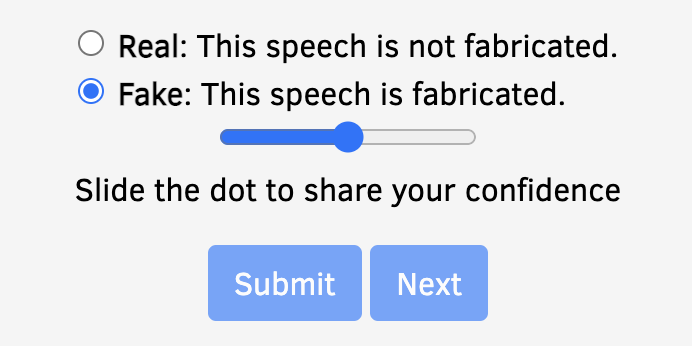 Real: This speech is not fabricated.
Fake: This speech is fabricated.
Slide the dot to share your confidence
Submit Next